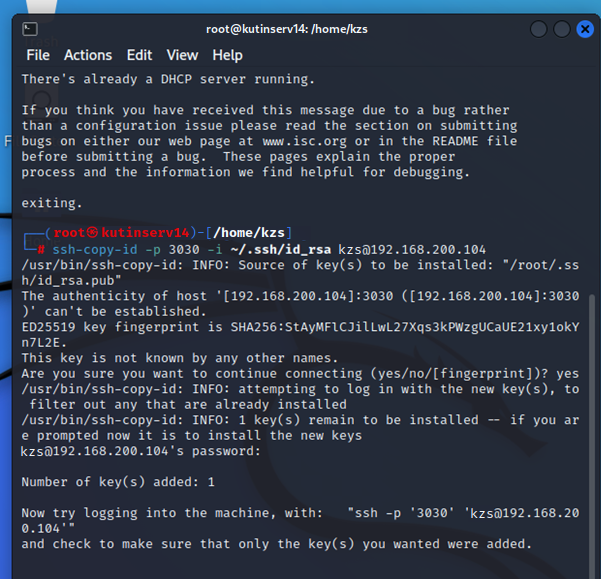 root@kutinserv14: /home/kzs
File Actions Edit View Help
There's already a DHCP server running.
If you think you have received this message due to a bug rather
than a configuration issue please read the section on submitting
bugs on either our web page at www.isc.org or in the README file
before submitting a bug.  These pages explain the proper
process and the information we find helpful for debugging.
exiting.
┌──(root㉿kutinserv14)-[/home/kzs]
└─# ssh-copy-id -p 3030 -i ~/.ssh/id_rsa kzs@192.168.200.104
/usr/bin/ssh-copy-id: INFO: Source of key(s) to be installed: "/root/.ss
h/id_rsa.pub"
The authenticity of host '[192.168.200.104]:3030 ([192.168.200.104]:3030
)' can't be established.
ED25519 key fingerprint is SHA256:StAyMFlCJilLwL27Xqs3kPWzgUCaUE21xy1okY
n7L2E.
This key is not known by any other names.
Are you sure you want to continue connecting (yes/no/[fingerprint])? yes
/usr/bin/ssh-copy-id: INFO: attempting to log in with the new key(s), to
 filter out any that are already installed
/usr/bin/ssh-copy-id: INFO: 1 key(s) remain to be installed -- if you ar
e prompted now it is to install the new keys
kzs@192.168.200.104's password:
Number of key(s) added: 1
Now try logging into the machine, with:   "ssh -p '3030' 'kzs@192.168.20
0.104'"
and check to make sure that only the key(s) you wanted were added.